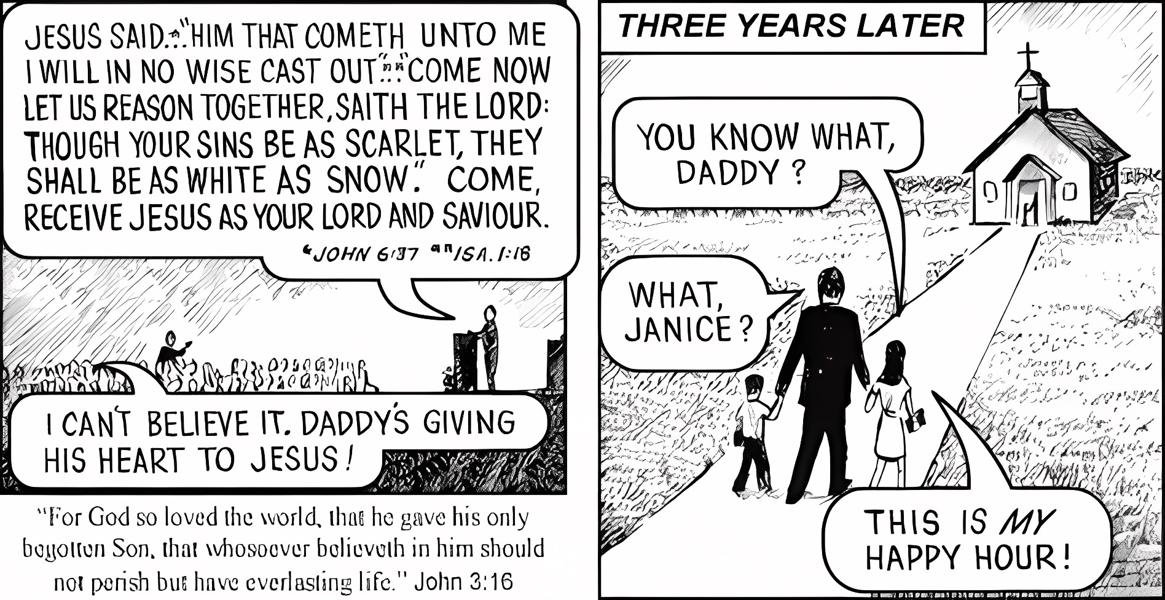 JESUS SAID..."HIM THAT COMETH UNTO ME
I WILL IN NO WISE CAST OUT"..."COME NOW
LET US REASON TOGETHER, SAITH THE LORD:
THOUGH YOUR SINS BE AS SCARLET, THEY
SHALL BE AS WHITE AS SNOW." COME,
RECEIVE JESUS AS YOUR LORD AND SAVIOUR.
JOHN 6:37 ISA. 1:18
I CAN'T BELIEVE IT. DADDY'S GIVING
HIS HEART TO JESUS!
"For God so loved the world, that he gave his only
begotten Son, that whosoever believeth in him should
not perish but have everlasting life." John 3:16
THREE YEARS LATER
YOU KNOW WHAT,
DADDY?
WHAT,
JANICE?
THIS IS MY
HAPPY HOUR!